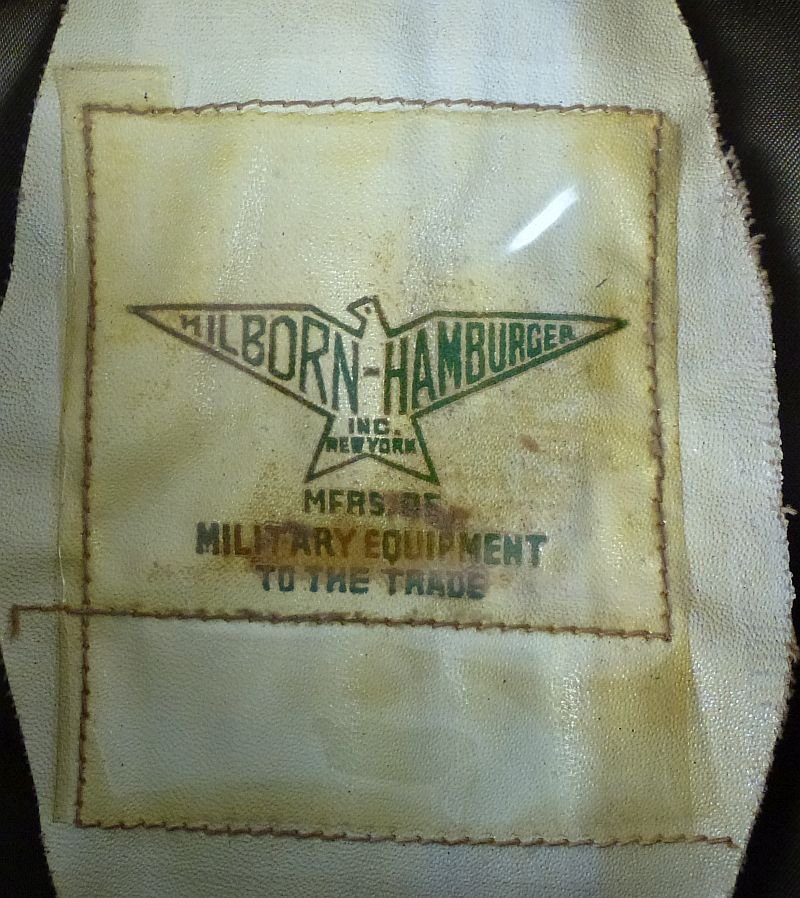 HILBORN-HAMBURGER
INC.
NEW YORK
MFRS. OF
MILITARY EQUIPMENT
TO THE TRADE